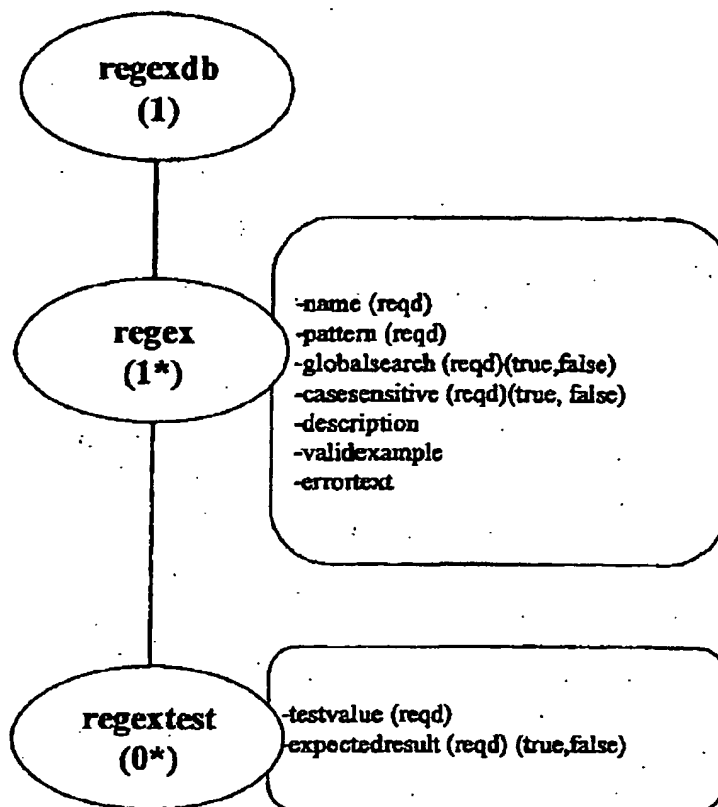 regexdb
(1)
regex
(1*)
-name (reqd)
-pattern (reqd)
-globalsearch (reqd)(true,false)
-casesensitive (reqd)(true, false)
-description
-validexample
-errortext
regextest
(0*)
-testvalue (reqd)
-expectedresult (reqd) (true,false)